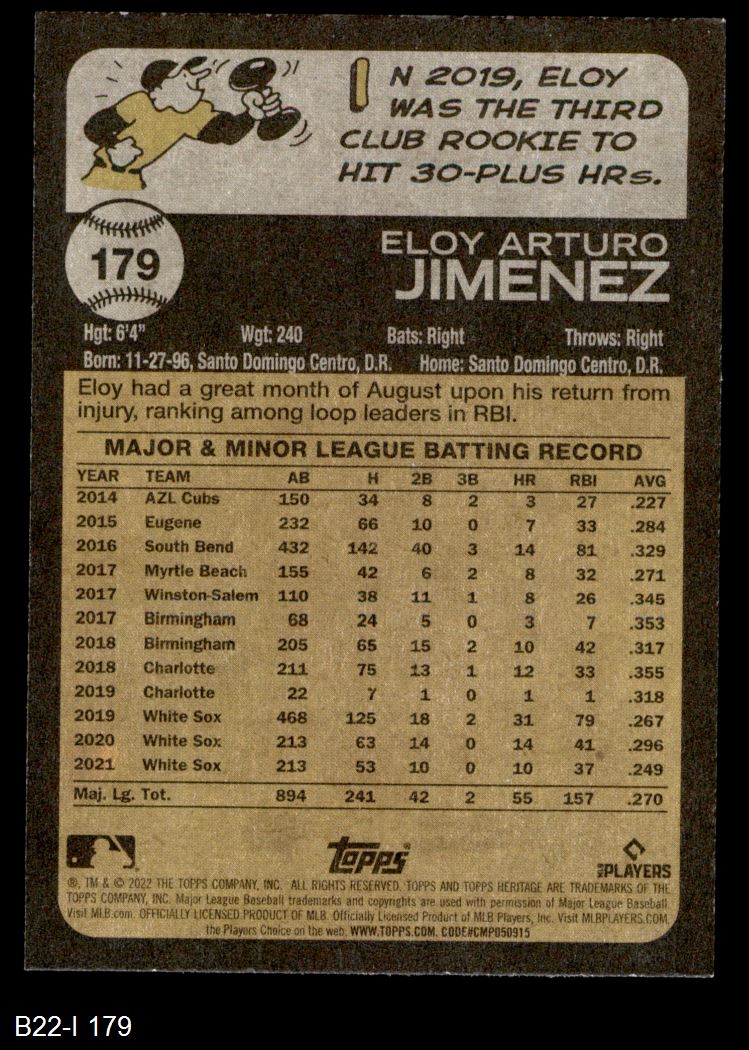 IN 2019, ELOY
WAS THE THIRD
CLUB ROOKIE TO
HIT 30-PLUS HRs.
179
ELOY ARTURO
JIMENEZ
Hgt: 6'4" Wgt: 240 Bats: Right Throws: Right
Born: 11-27-96, Santo Domingo Centro, D.R. Home: Santo Domingo Centro, D.R.
Eloy had a great month of August upon his return from
injury, ranking among loop leaders in RBI.
MAJOR & MINOR LEAGUE BATTING RECORD
YEAR TEAM AB H 2B 3B HR RBI AVG
2014 AZL Cubs 150 34 8 2 3 27 .227
2015 Eugene 232 66 10 0 7 33 .284
2016 South Bend 432 142 40 3 14 81 .329
2017 Myrtle Beach 155 42 6 2 8 32 .271
2017 Winston-Salem 110 38 11 1 8 26 .345
2017 Birmingham 68 24 5 0 3 7 .353
2018 Birmingham 205 65 15 2 10 42 .317
2018 Charlotte 211 75 13 1 12 33 .355
2019 Charlotte 22 7 1 0 1 1 .318
2019 White Sox 468 125 18 2 31 79 .267
2020 White Sox 213 63 14 0 14 41 .296
2021 White Sox 213 53 10 0 10 37 .249
Maj. Lg. Tot. 894 241 42 2 55 157 .270
Topps
MLB PLAYERS
®, TM & © 2022 THE TOPPS COMPANY, INC. ALL RIGHTS RESERVED. TOPPS AND TOPPS HERITAGE ARE TRADEMARKS OF THE
TOPPS COMPANY, INC. Major League Baseball trademarks and copyrights are used with permission of Major League Baseball.
Visit MLB.com. OFFICIALLY LICENSED PRODUCT OF MLB. Officially Licensed Product of MLB Players, Inc. Visit MLBPLAYERS.COM,
the Players Choice on the web. WWW.TOPPS.COM. CODE#CMP050915
B22-I 179